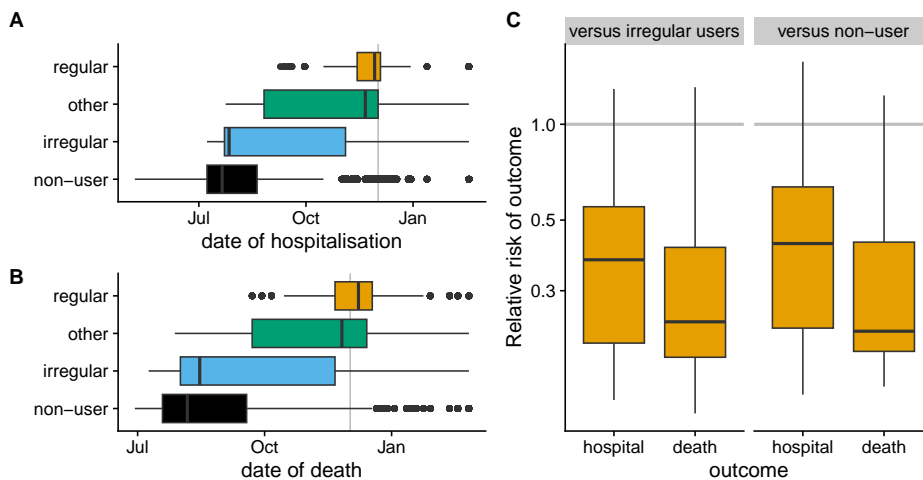 A
regular
other
irregular
non−user
Jul Oct Jan
date of hospitalisation
B
regular
other
irregular
non−user
Jul Oct Jan
date of death
C
versus irregular users versus non−user
Relative risk of outcome
1.0
0.5
0.3
hospital death hospital death
outcome